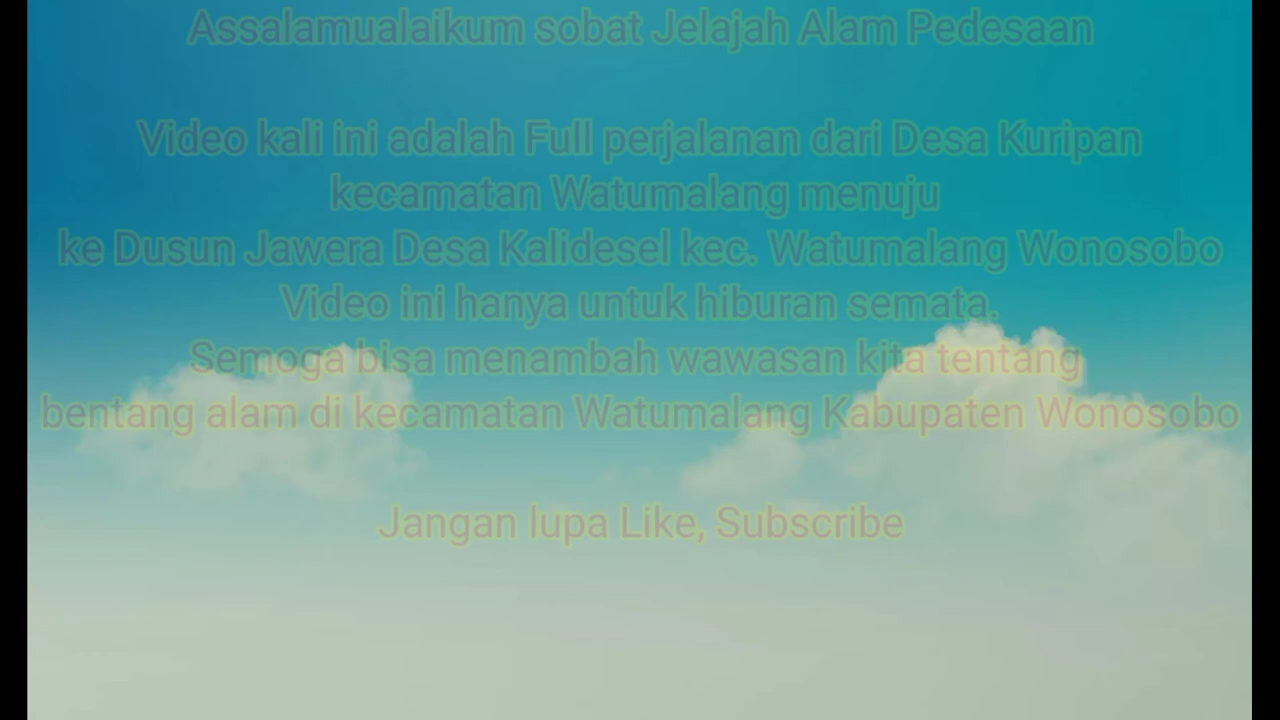 Assalamualaikum sobat Jelajah Alam Pedesaan
Video kali ini adalah Full perjalanan dari Desa Kuripan
kecamatan Watumalang menuju
ke Dusun Jawera Desa Kalidesel kec. Watumalang Wonosobo
Video ini hanya untuk hiburan semata.
Semoga bisa menambah wawasan kita tentang
bentang alam di kecamatan Watumalang Kabupaten Wonosobo
Jangan lupa Like, Subscribe